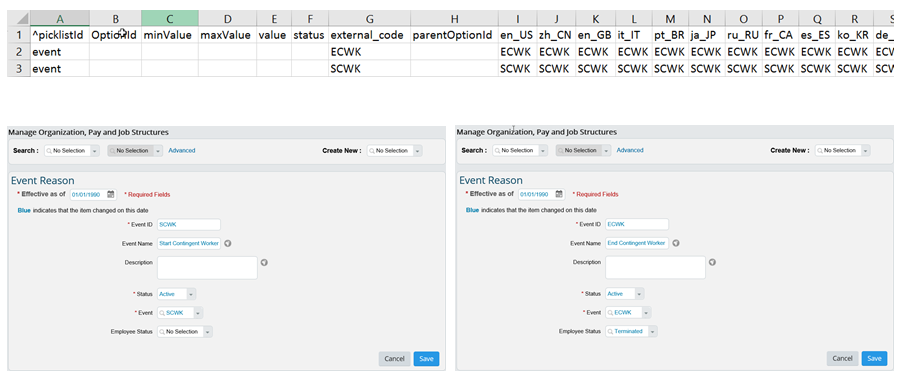 A B C D E F G H I J K L M N O P Q R S
1 ^picklistId OptionId minValue maxValue value status external_code parentOptionId en_US zh_CN en_GB it_IT pt_BR ja_JP ru_RU fr_CA es_ES ko_KR de_
2 event ECWK ECWK ECWK ECWK ECWK ECWK ECWK ECWK ECWK ECWK ECWK
3 event SCWK SCWK SCWK SCWK SCWK SCWK SCWK SCWK SCWK SCWK SCWK
Manage Organization, Pay and Job Structures
Search : No Selection No Selection Advanced Create New : No Selection
Event Reason
* Effective as of 01/01/1990 * Required Fields
Blue indicates that the item changed on this date
* Event ID SCWK
Event Name Start Contingent Worker
Description
* Status Active
* Event SCWK
Employee Status No Selection
Cancel Save
Manage Organization, Pay and Job Structures
Search : No Selection No Selection Advanced Create New : No Selection
Event Reason
* Effective as of 01/01/1990 * Required Fields
Blue indicates that the item changed on this date
* Event ID ECWK
Event Name End Contingent Worker
Description
* Status Active
* Event ECWK
Employee Status Terminated
Cancel Save